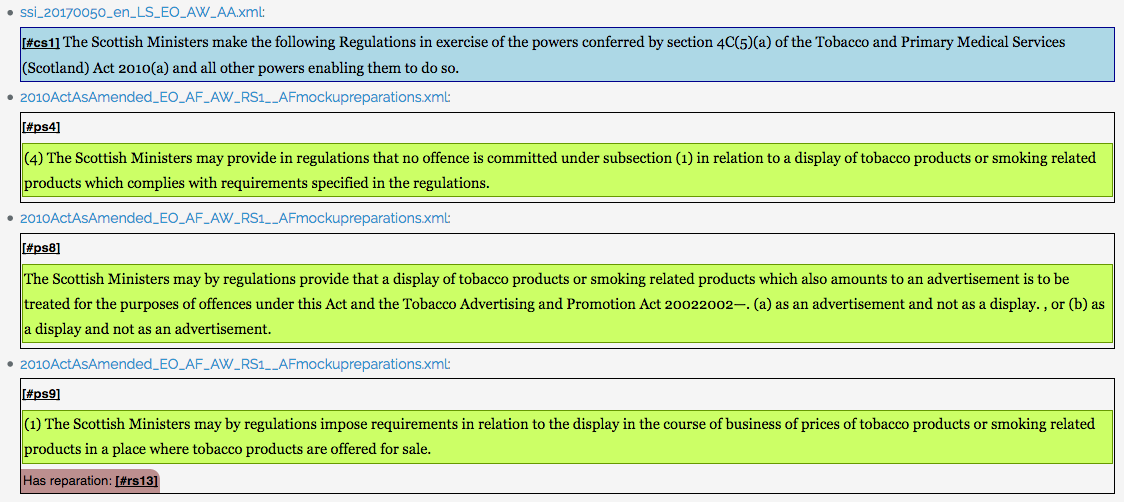 ssi_20170050_en_LS_EO_AW_AA.xml:
[#cs1] The Scottish Ministers make the following Regulations in exercise of the powers conferred by section 4C(5)(a) of the Tobacco and Primary Medical Services
(Scotland) Act 2010(a) and all other powers enabling them to do so.
2010ActAsAmended_EO_AF_AW_RS1__AFmockupreparations.xml:
[#ps4]
(4) The Scottish Ministers may provide in regulations that no offence is committed under subsection (1) in relation to a display of tobacco products or smoking related
products which complies with requirements specified in the regulations.
2010ActAsAmended_EO_AF_AW_RS1__AFmockupreparations.xml:
[#ps8]
The Scottish Ministers may by regulations provide that a display of tobacco products or smoking related products which also amounts to an advertisement is to be
treated for the purposes of offences under this Act and the Tobacco Advertising and Promotion Act 20022002—. (a) as an advertisement and not as a display. , or (b) as
a display and not as an advertisement.
2010ActAsAmended_EO_AF_AW_RS1__AFmockupreparations.xml:
[#ps9]
(1) The Scottish Ministers may by regulations impose requirements in relation to the display in the course of business of prices of tobacco products or smoking related
products in a place where tobacco products are offered for sale.
Has reparation: [#rs13]